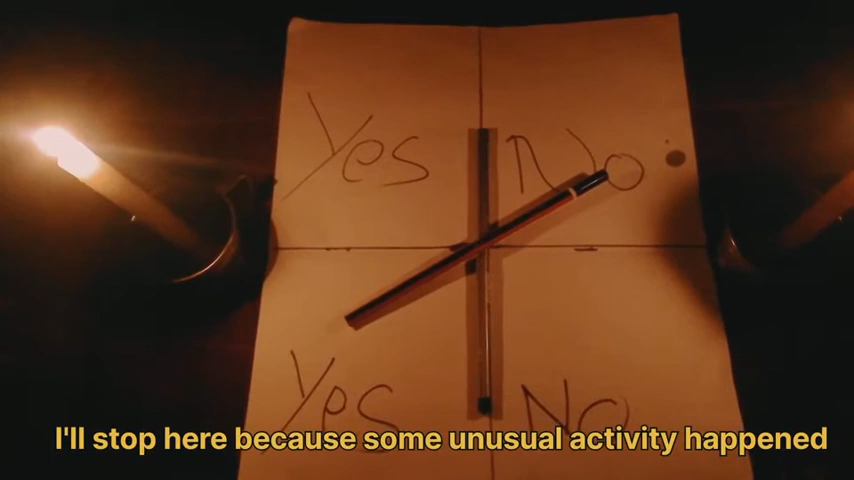 Yes No
Yes No
I'll stop here because some unusual activity happened